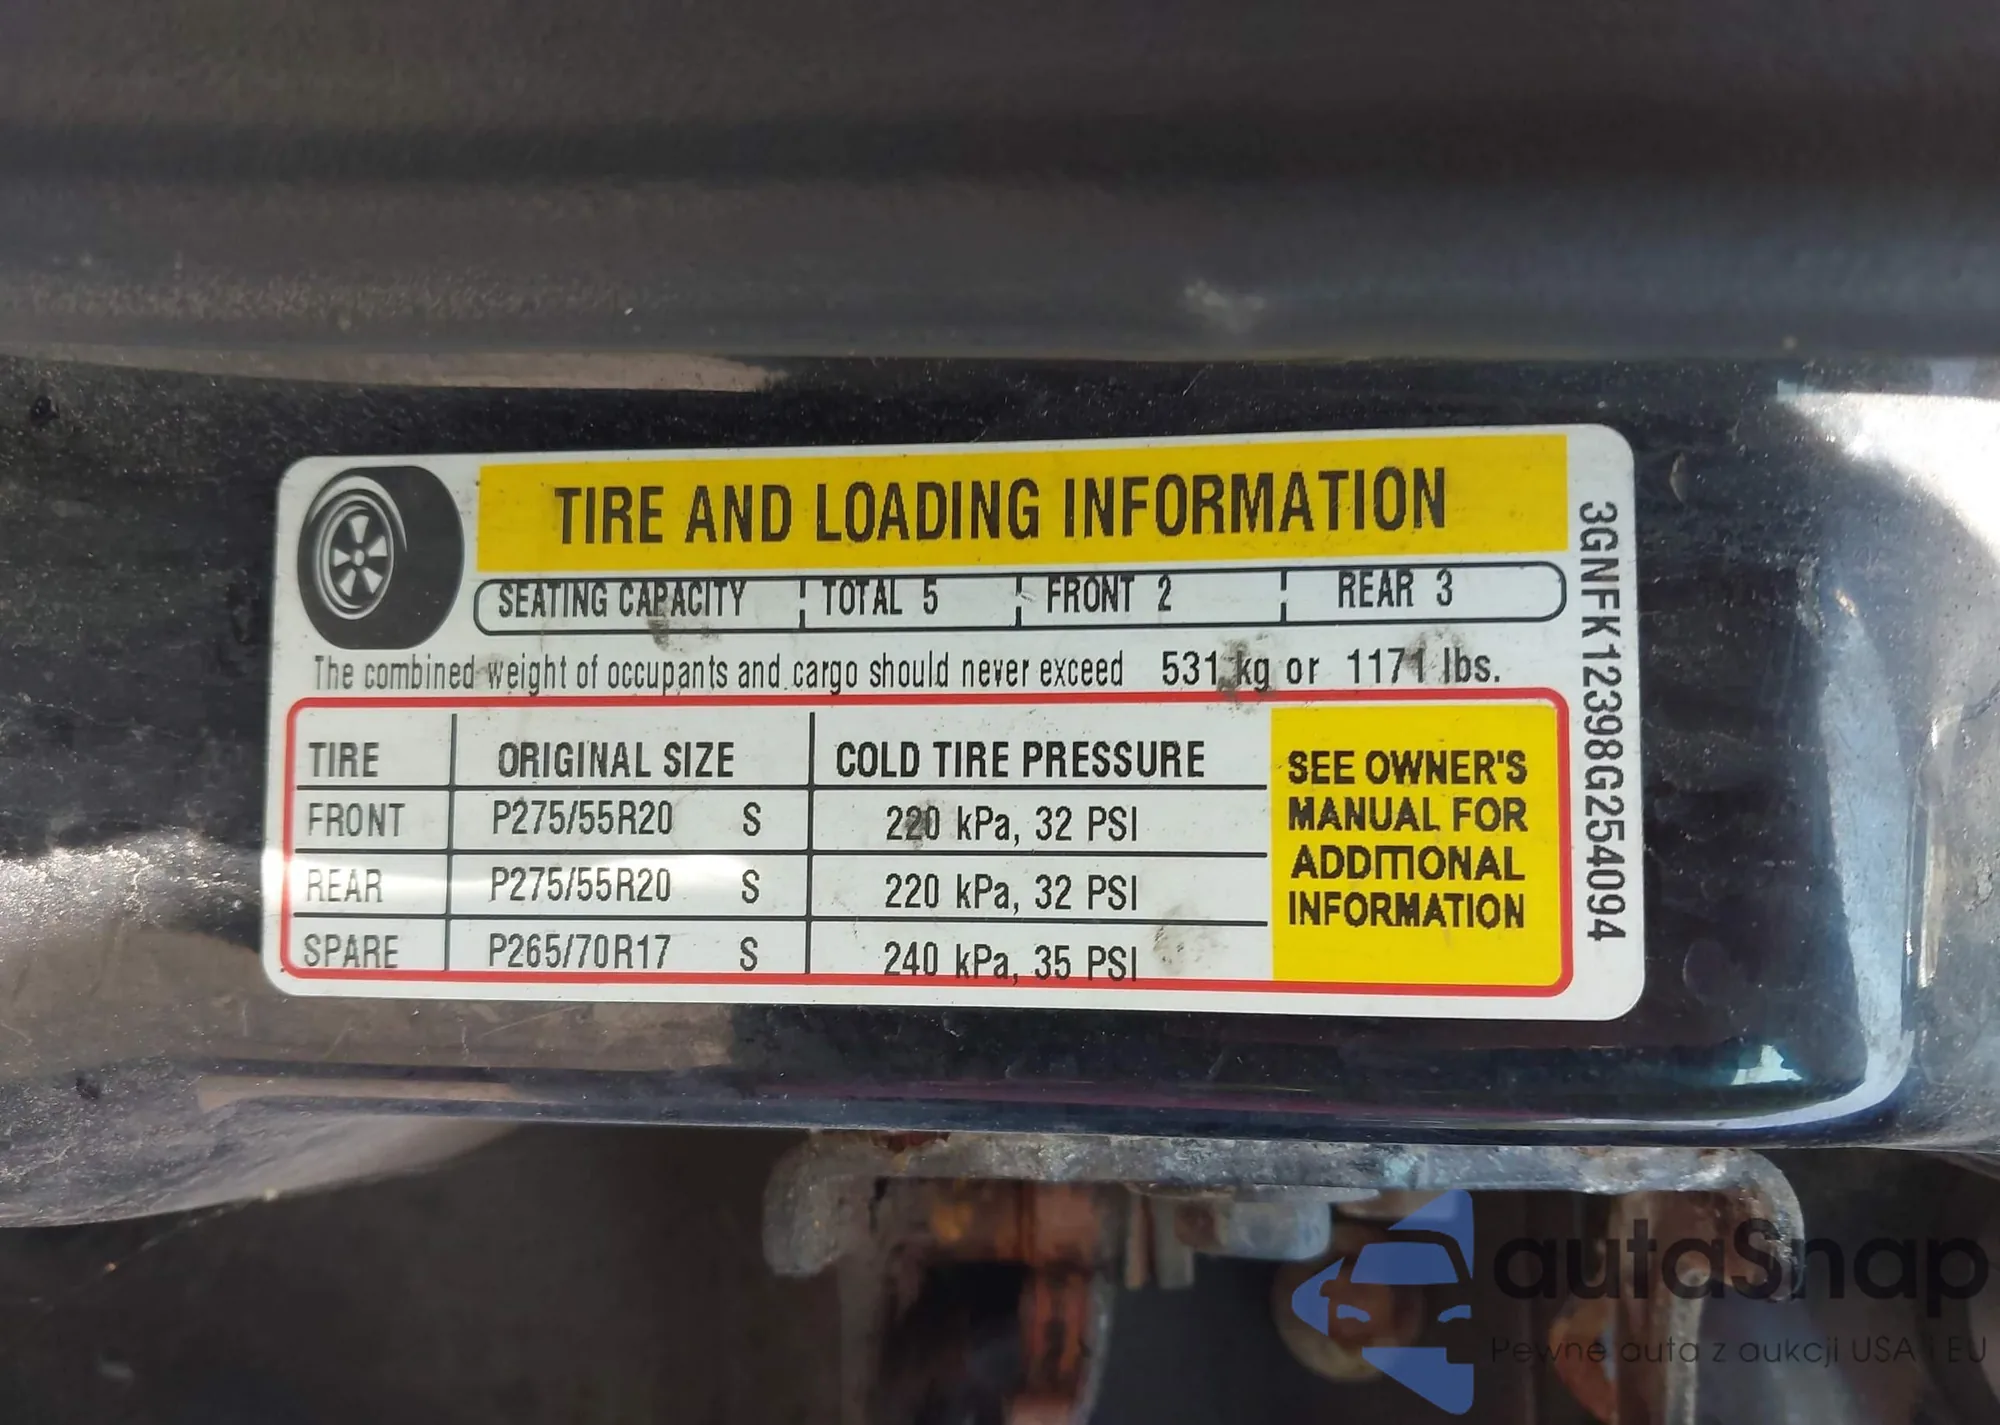 TIRE AND LOADING INFORMATION
SEATING CAPACITY TOTAL 5 FRONT 2 REAR 3
The combined weight of occupants and cargo should never exceed 531 kg or 1171 lbs.
TIRE ORIGINAL SIZE COLD TIRE PRESSURE
FRONT P275/55R20 S 220 kPa, 32 PSI
REAR P275/55R20 S 220 kPa, 32 PSI
SPARE P265/70R17 S 240 kPa, 35 PSI
SEE OWNER'S
MANUAL FOR
ADDITIONAL
INFORMATION
3GNFK12398G254094
autaSnap
Pewne auta z aukcji USA i EU